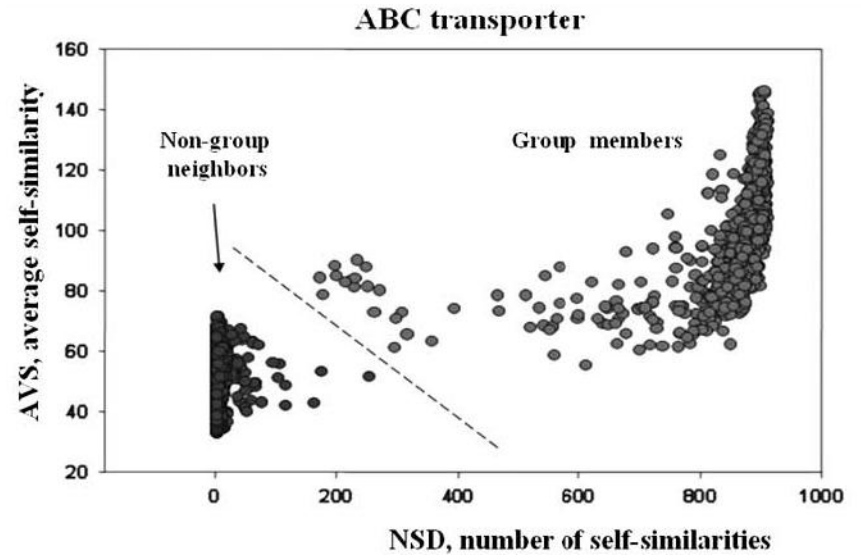 ABC transporter
160
140
120
100
80
60
40
20
AVS, average self-similarity
Non-group
neighbors
Group members
0
200
400
600
800
1000
NSD, number of self-similarities